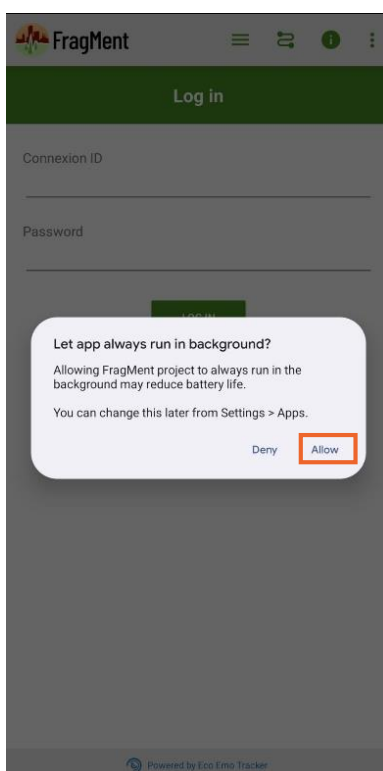 FragMent
Log in
Connexion ID
Password
LOG IN
Let app always run in background?
Allowing FragMent project to always run in the
background may reduce battery life.
You can change this later from Settings > Apps.
Deny Allow
Powered by Eco Emo Tracker